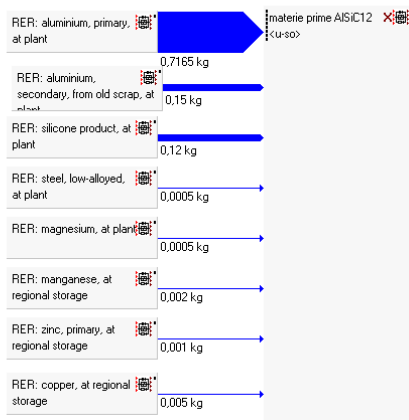 RER: aluminium, primary,
at plant
0,7165 kg
materie prime AlSiC12
<u-so>
RER: aluminium,
secondary, from old scrap, at
plant
0,15 kg
RER: silicone product, at
plant
0,12 kg
RER: steel, low-alloyed,
at plant
0,0005 kg
RER: magnesium, at plant
0,0005 kg
RER: manganese, at
regional storage
0,002 kg
RER: zinc, primary, at
regional storage
0,001 kg
RER: copper, at regional
storage
0,005 kg